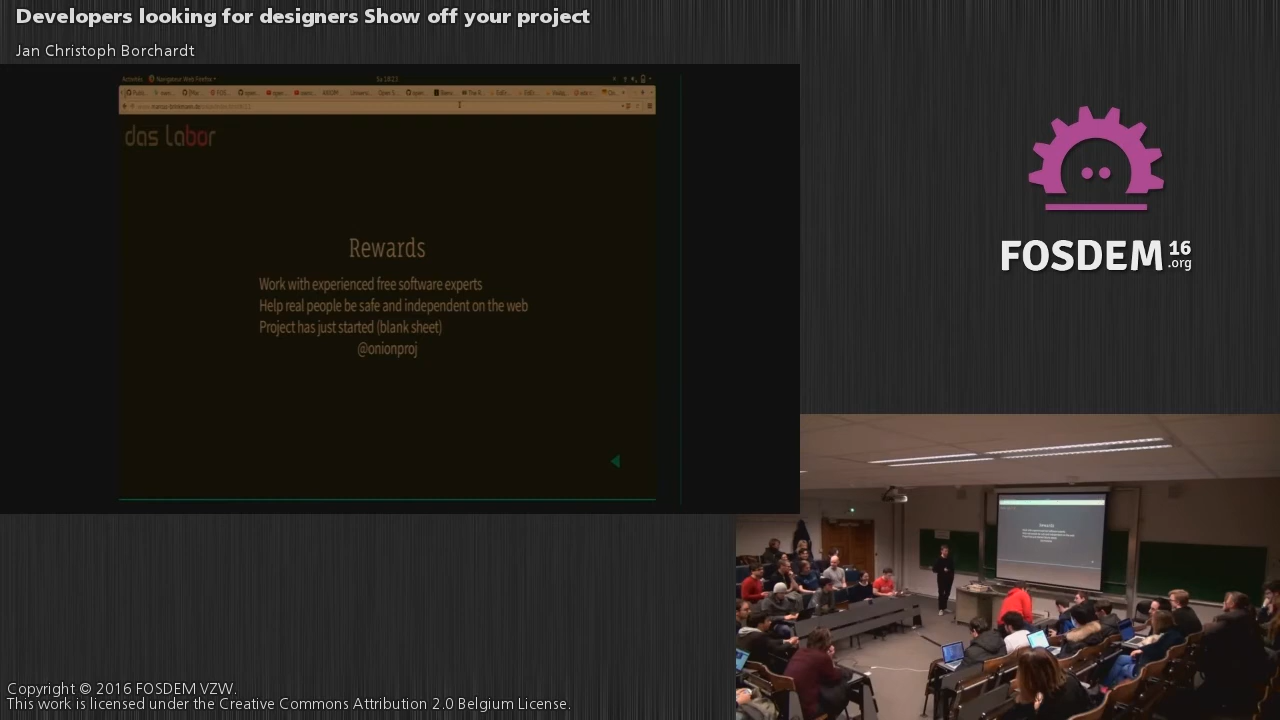 Developers looking for designers Show off your project
Jan Christoph Borchardt
das Labor
Rewards
Work with experienced free software experts
Help real people be safe and independent on the web
Project has just started (blank sheet)
@onionproj
FOSDEM 16 .org
Copyright © 2016 FOSDEM VZW.
This work is licensed under the Creative Commons Attribution 2.0 Belgium License.